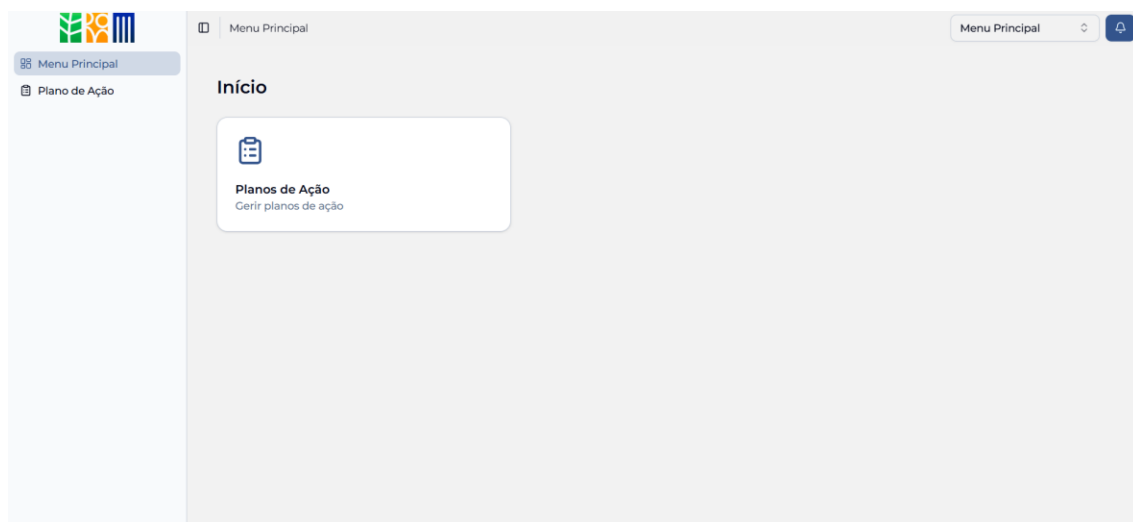 Menu Principal
Plano de Ação
Menu Principal
Menu Principal
Início
Planos de Ação
Gerir planos de ação